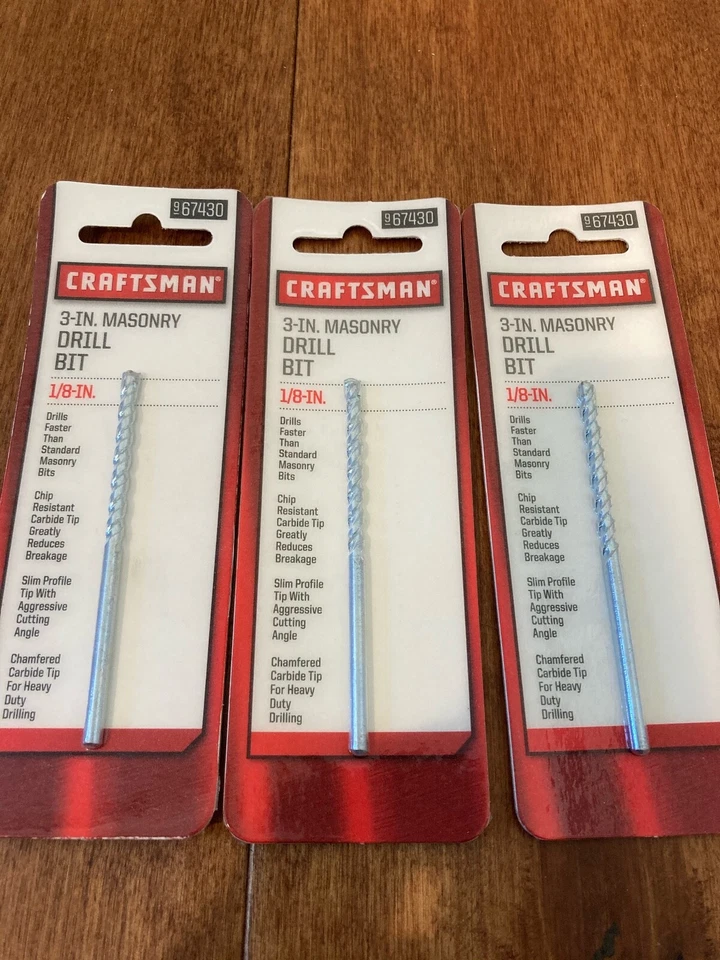 9 67430
CRAFTSMAN®
3-IN. MASONRY
DRILL
BIT
1/8-IN.
Drills
Faster
Than
Standard
Masonry
Bits
Chip
Resistant
Carbide Tip
Greatly
Reduces
Breakage
Slim Profile
Tip With
Aggressive
Cutting
Angle
Chamfered
Carbide Tip
For Heavy
Duty
Drilling
9 67430
CRAFTSMAN®
3-IN. MASONRY
DRILL
BIT
1/8-IN.
Drills
Faster
Than
Standard
Masonry
Bits
Chip
Resistant
Carbide Tip
Greatly
Reduces
Breakage
Slim Profile
Tip With
Aggressive
Cutting
Angle
Chamfered
Carbide Tip
For Heavy
Duty
Drilling
9 67430
CRAFTSMAN®
3-IN. MASONRY
DRILL
BIT
1/8-IN.
Drills
Faster
Than
Standard
Masonry
Bits
Chip
Resistant
Carbide Tip
Greatly
Reduces
Breakage
Slim Profile
Tip With
Aggressive
Cutting
Angle
Chamfered
Carbide Tip
For Heavy
Duty
Drilling